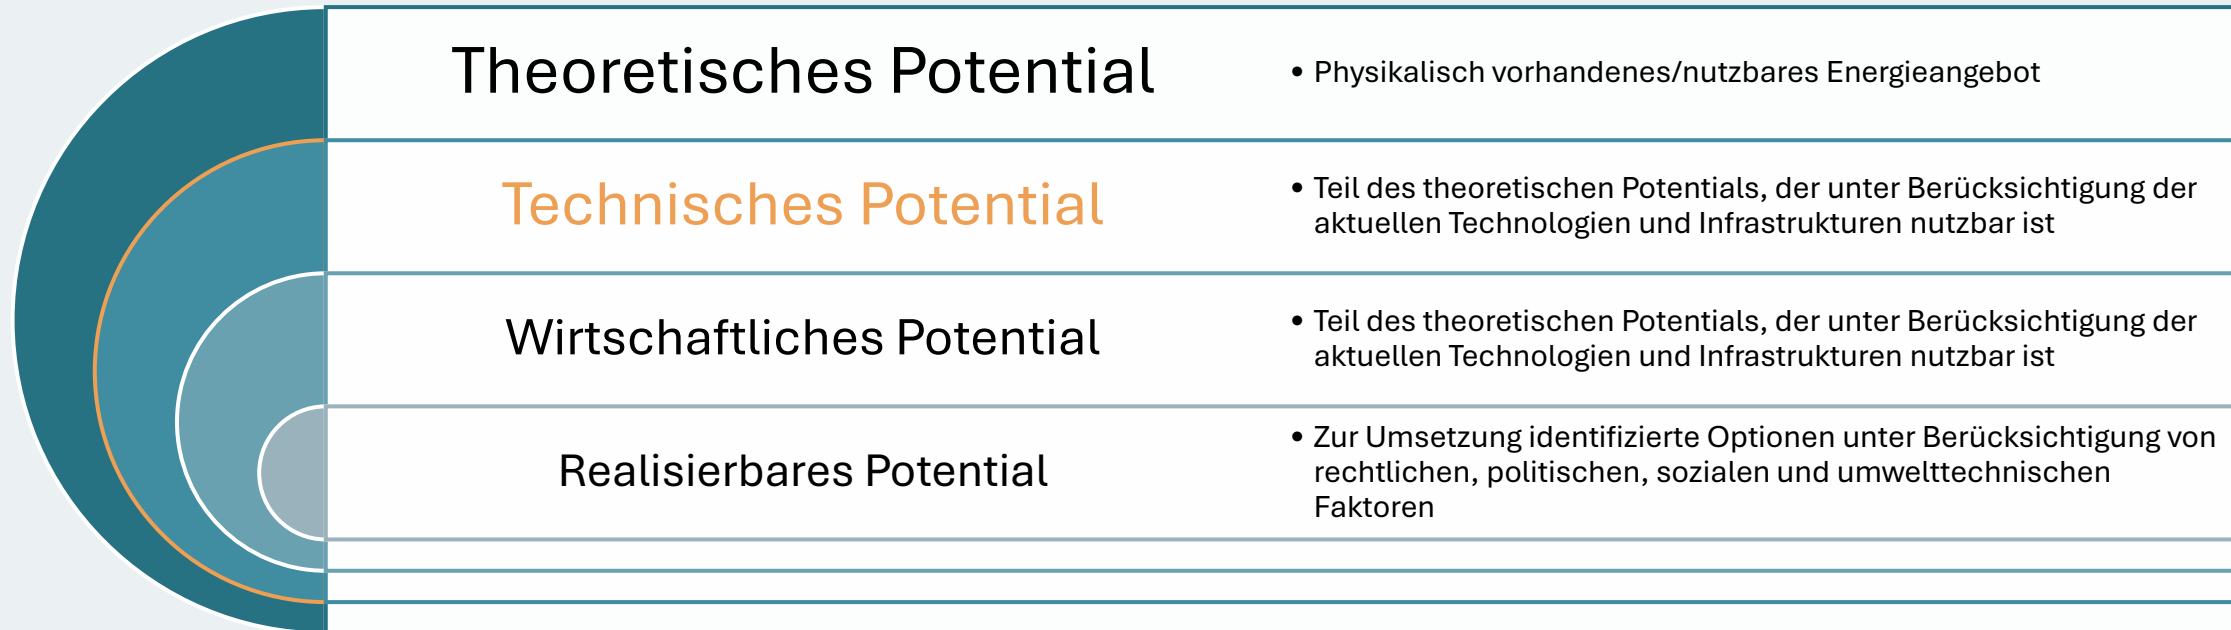 Theoretisches Potential
• Physikalisch vorhandenes/nutzbares Energieangebot
Technisches Potential
• Teil des theoretischen Potentials, der unter Berücksichtigung der
aktuellen Technologien und Infrastrukturen nutzbar ist
Wirtschaftliches Potential
• Teil des theoretischen Potentials, der unter Berücksichtigung der
aktuellen Technologien und Infrastrukturen nutzbar ist
Realisierbares Potential
• Zur Umsetzung identifizierte Optionen unter Berücksichtigung von
rechtlichen, politischen, sozialen und umwelttechnischen
Faktoren